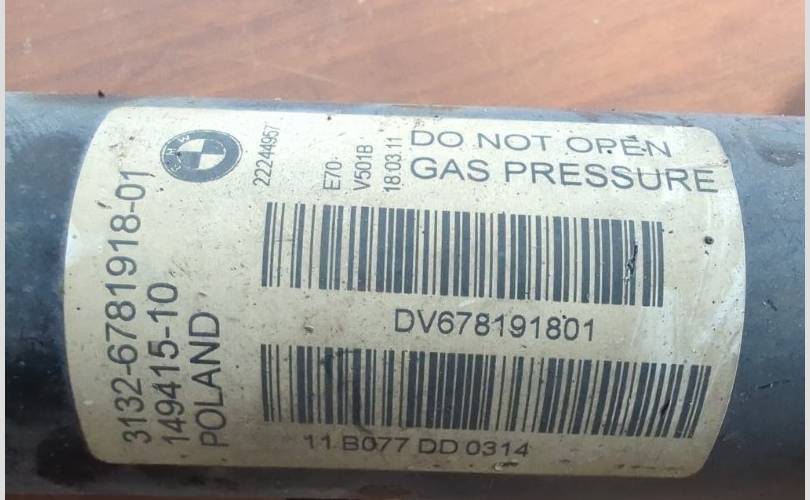 BMW
3132-6781918-01
149415-10
POLAND
22244957
E70
V501B
18.03.11
DO NOT OPEN
GAS PRESSURE
DV678191801
11 B077 DD 0314